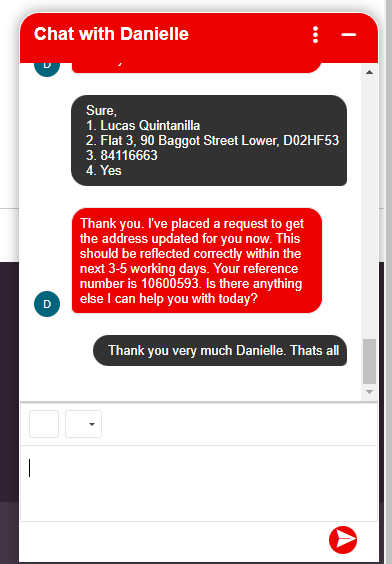 Chat with Danielle
D
Sure,
1. Lucas Quintanilla
2. Flat 3, 90 Baggot Street Lower, D02HF53
3. 84116663
4. Yes
Thank you. I've placed a request to get
the address updated for you now. This
should be reflected correctly within the
next 3-5 working days. Your reference
number is 10600593. Is there anything
else I can help you with today?
D
Thank you very much Danielle. Thats all